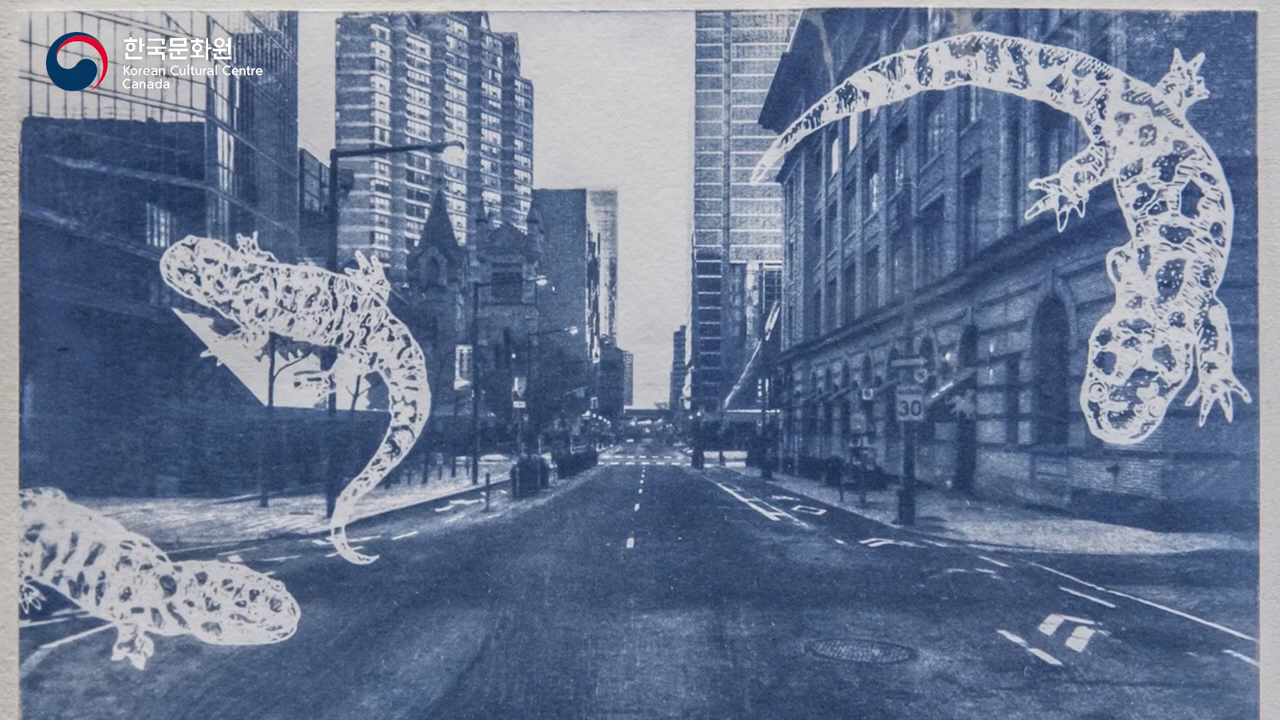 한국문화원
Korean Cultural Centre
Canada
30